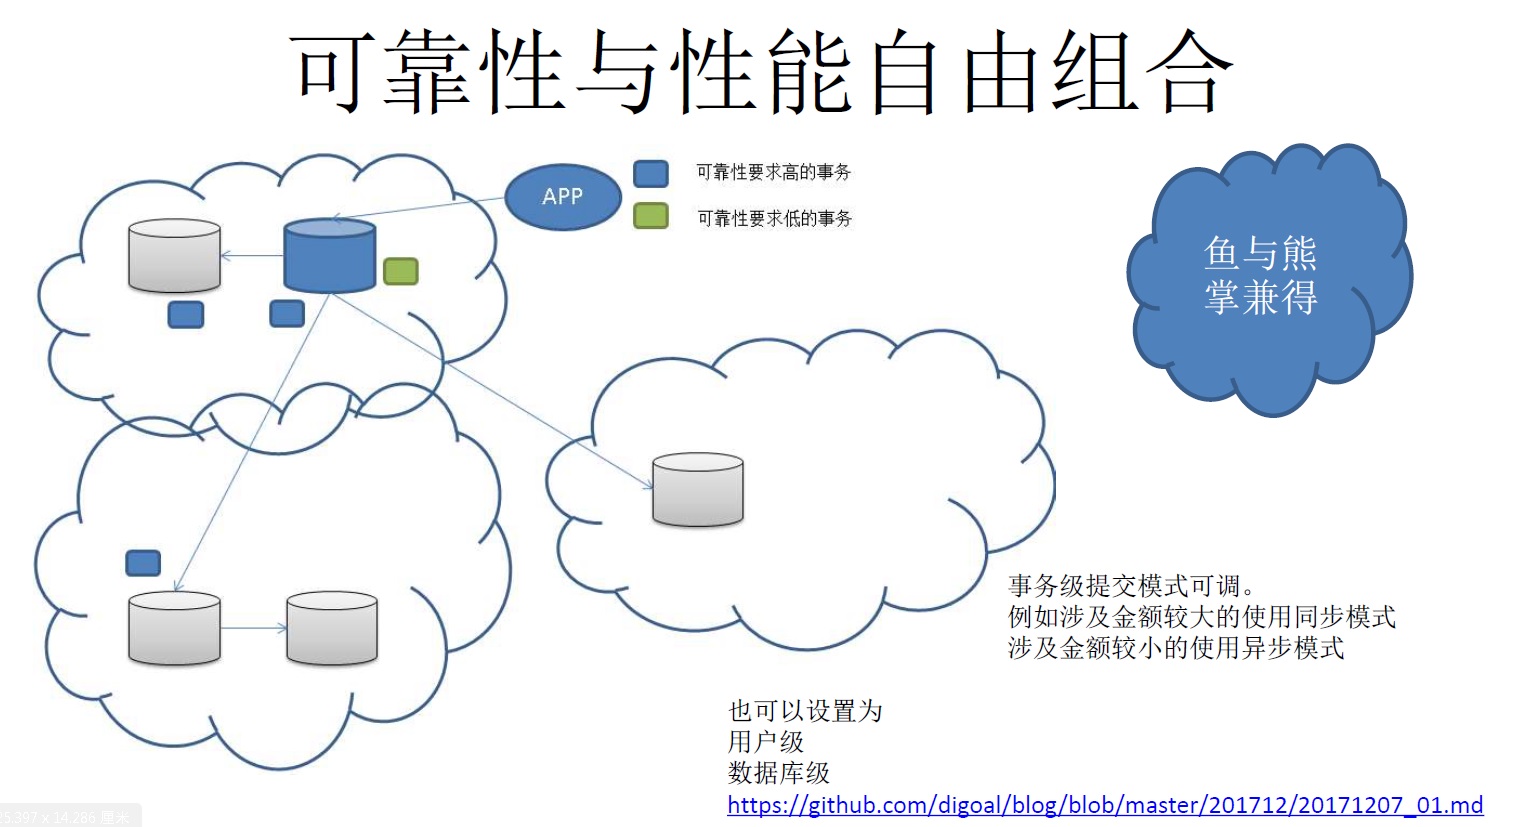 可靠性与性能自由组合
APP
可靠性要求高的事务
可靠性要求低的事务
鱼与熊
掌兼得
事务级提交模式可调。
例如涉及金额较大的使用同步模式
涉及金额较小的使用异步模式
也可以设置为
用户级
数据库级
https://github.com/digoal/blog/blob/master/201712/20171207_01.md
5.397 x 14.286 厘米